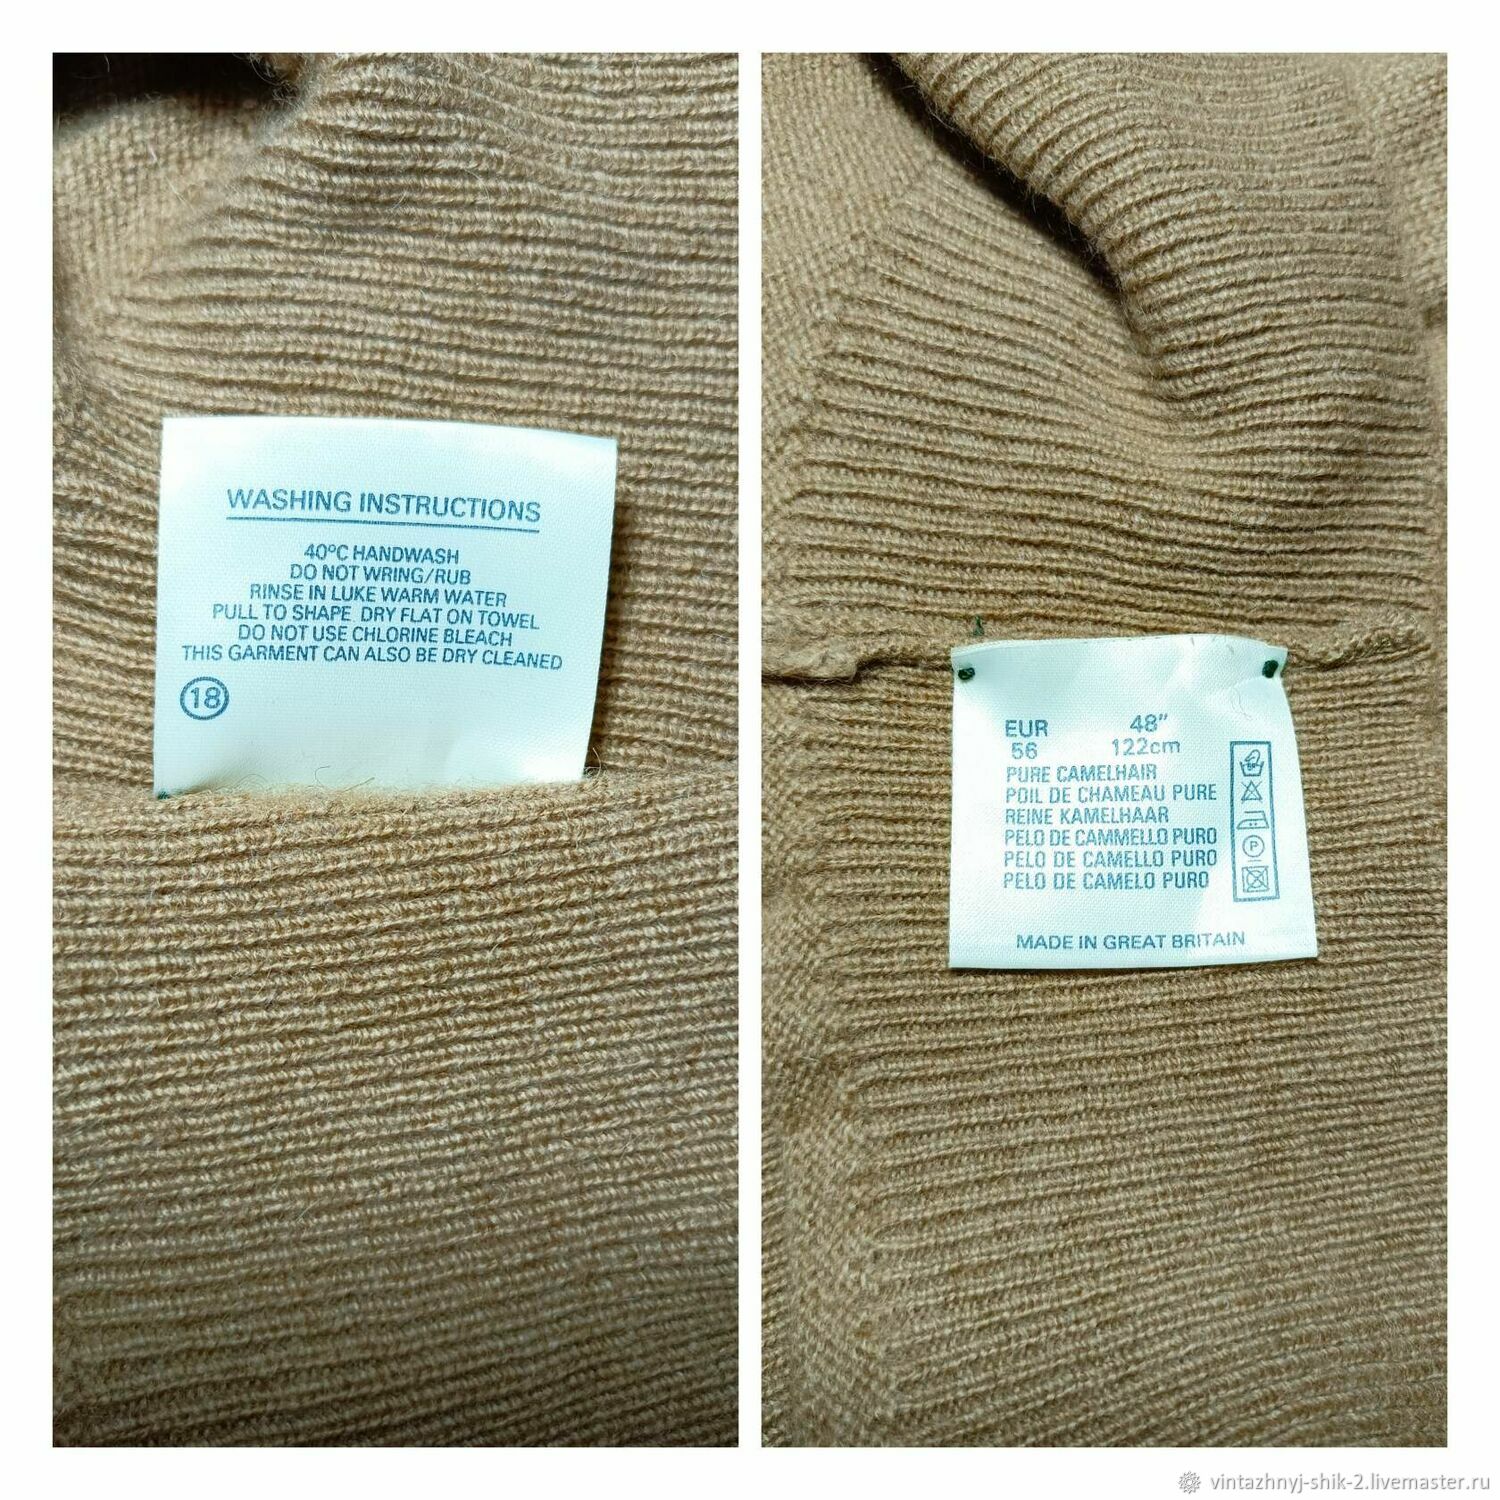 WASHING INSTRUCTIONS
40°C HANDWASH
DO NOT WRING/RUB
RINSE IN LUKE WARM WATER
PULL TO SHAPE DRY FLAT ON TOWEL
DO NOT USE CHLORINE BLEACH
THIS GARMENT CAN ALSO BE DRY CLEANED
18
EUR 48"
56 122cm
PURE CAMELHAIR
POIL DE CHAMEAU PURE
REINE KAMELHAAR
PELO DE CAMMELLO PURO
PELO DE CAMELLO PURO
PELO DE CAMELO PURO
P
MADE IN GREAT BRITAIN
vintazhnyj-shik-2.livemaster.ru